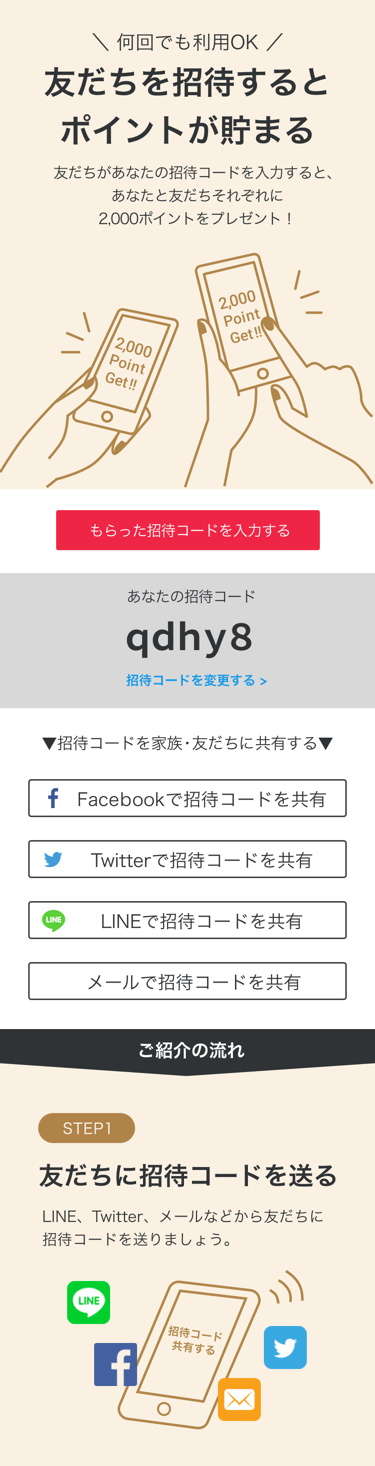 ＼ 何回でも利用OK ／
友だちを招待すると
ポイントが貯まる
友だちがあなたの招待コードを入力すると、
あなたと友だちそれぞれに
2,000ポイントをプレゼント！
2,000
Point
Get!!
2,000
Point
Get!!
もらった招待コードを入力する
あなたの招待コード
qdhy8
招待コードを変更する >
▼招待コードを家族・友だちに共有する▼
Facebookで招待コードを共有
Twitterで招待コードを共有
LINE
LINEで招待コードを共有
メールで招待コードを共有
ご紹介の流れ
STEP1
友だちに招待コードを送る
LINE、Twitter、メールなどから友だちに
招待コードを送りましょう。
LINE
招待コード
共有する